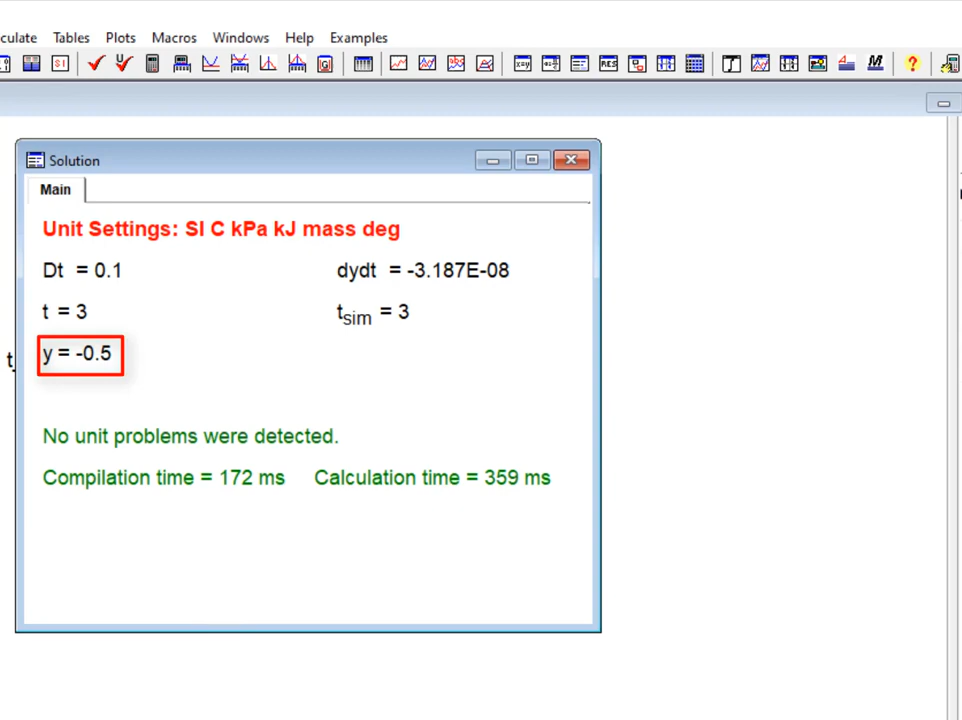 culate Tables Plots Macros Windows Help Examples
Solution
Main
Unit Settings: SI C kPa kJ mass deg
Dt = 0.1 dydt = -3.187E-08
t = 3 tsim = 3
y = -0.5
No unit problems were detected.
Compilation time = 172 ms Calculation time = 359 ms